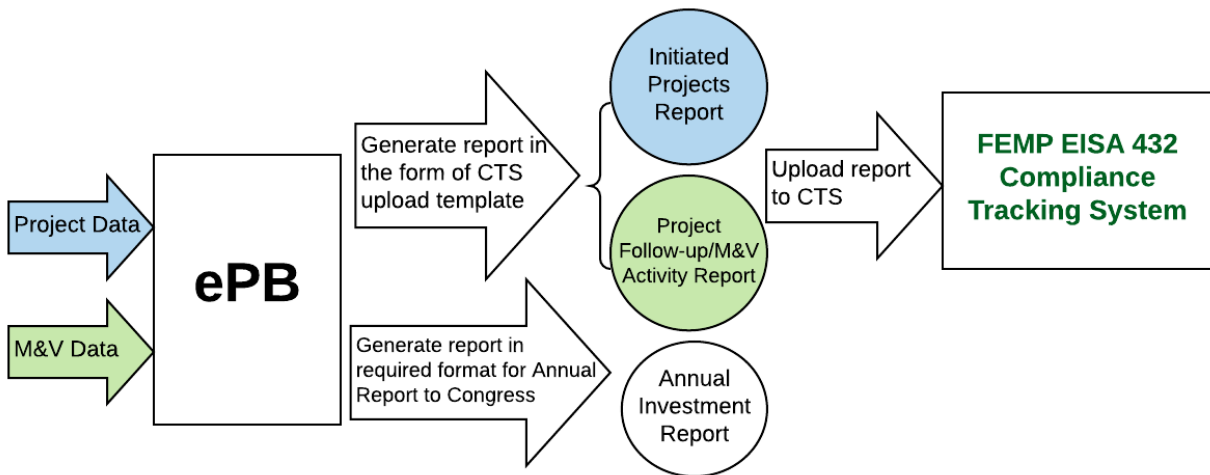 Project Data
M&V Data
ePB
Generate report in
the form of CTS
upload template
Generate report in
required format for Annual
Report to Congress
Initiated
Projects
Report
Project
Follow-up/M&V
Activity Report
Annual
Investment
Report
Upload report
to CTS
FEMP EISA 432
Compliance
Tracking System